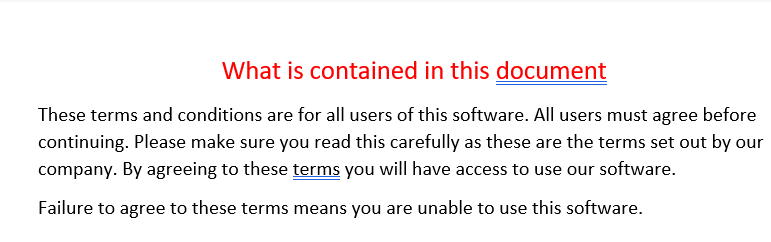 What is contained in this document
These terms and conditions are for all users of this software. All users must agree before
continuing. Please make sure you read this carefully as these are the terms set out by our
company. By agreeing to these terms you will have access to use our software.
Failure to agree to these terms means you are unable to use this software.